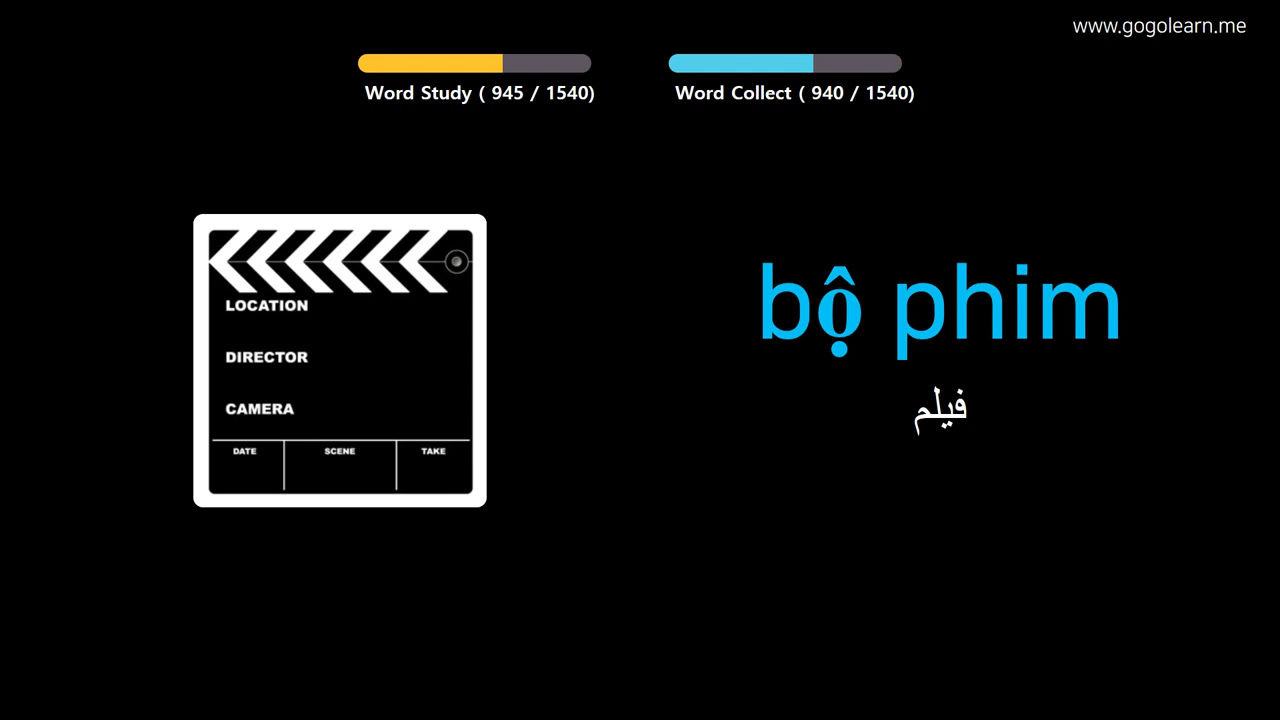 www.gogolearn.me
Word Study ( 945 / 1540)
Word Collect ( 940 / 1540)
LOCATION
DIRECTOR
CAMERA
DATE
SCENE
TAKE
bộ phim
فيلم